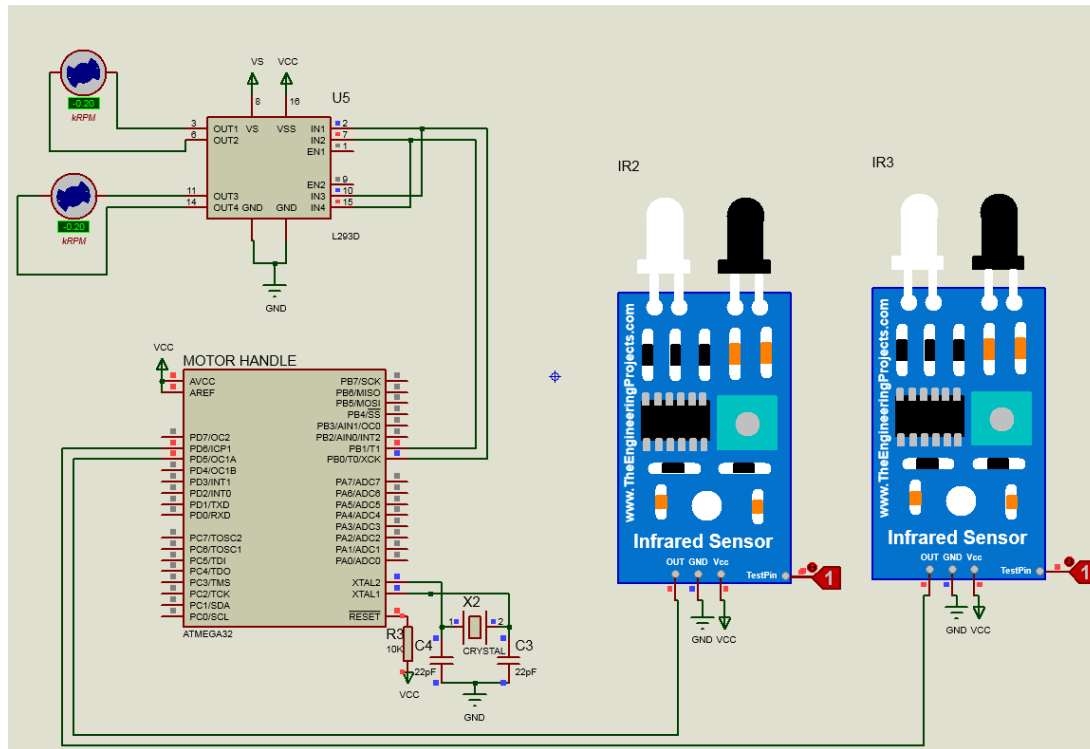 VS
VCC
U5
8
16
3
OUT1
VS
VSS
IN1
2
6
OUT2
IN2
7
EN1
1
EN2
9
11
OUT3
IN3
10
14
OUT4
GND
GND
IN4
15
L293D
GND
-0.20
kRPM
-0.20
kRPM
VCC
MOTOR HANDLE
AVCC
AREF
PD7/OC2
PD6/ICP1
PD5/OC1A
PD4/OC1B
PD3/INT1
PD2/INT0
PD1/TXD
PD0/RXD
PC7/TOSC2
PC6/TOSC1
PC5/TDI
PC4/TDO
PC3/TMS
PC2/TCK
PC1/SDA
PC0/SCL
PB7/SCK
PB6/MISO
PB5/MOSI
PB4/SS
PB3/AIN1/OC0
PB2/AIN0/INT2
PB1/T1
PB0/T0/XCK
PA7/ADC7
PA6/ADC6
PA5/ADC5
PA4/ADC4
PA3/ADC3
PA2/ADC2
PA1/ADC1
PA0/ADC0
XTAL2
XTAL1
RESET
ATMEGA32
X2
1
2
CRYSTAL
R3
10K
VCC
C4
22pF
C3
22pF
GND
IR2
www.TheEngineeringProjects.com
Infrared Sensor
OUT GND Vcc
TestPin
1
GND
VCC
IR3
www.TheEngineeringProjects.com
Infrared Sensor
OUT GND Vcc
TestPin
1
GND
VCC